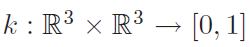 k : ℝ³ × ℝ³ → [0, 1]